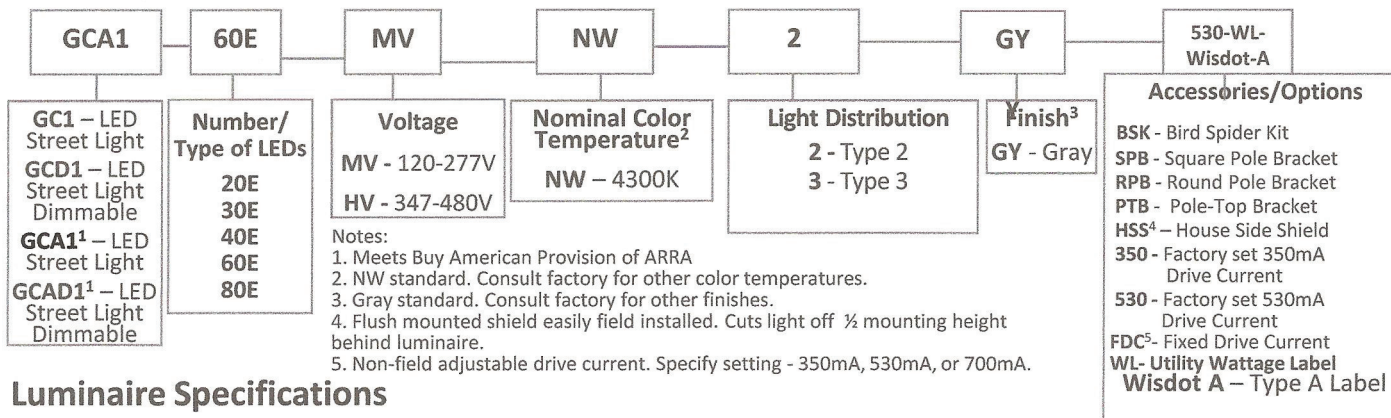 GCA1
60E
MV
NW
2
GY
530-WL-
Wisdot-A
GC1 – LED
Street Light
GCD1 – LED
Street Light
Dimmable
GCA1¹ – LED
Street Light
GCAD1¹ – LED
Street Light
Dimmable
Number/
Type of LEDs
20E
30E
40E
60E
80E
Voltage
MV - 120-277V
HV - 347-480V
Nominal Color
Temperature²
NW – 4300K
Light Distribution
2 - Type 2
3 - Type 3
Finish³
GY - Gray
Accessories/Options
BSK - Bird Spider Kit
SPB - Square Pole Bracket
RPB - Round Pole Bracket
PTB - Pole-Top Bracket
HSS⁴ – House Side Shield
350 - Factory set 350mA
Drive Current
530 - Factory set 530mA
Drive Current
FDC⁵- Fixed Drive Current
WL- Utility Wattage Label
Wisdot A – Type A Label
Notes:
1. Meets Buy American Provision of ARRA
2. NW standard. Consult factory for other color temperatures.
3. Gray standard. Consult factory for other finishes.
4. Flush mounted shield easily field installed. Cuts light off ½ mounting height
behind luminaire.
5. Non-field adjustable drive current. Specify setting - 350mA, 530mA, or 700mA.
Luminaire Specifications